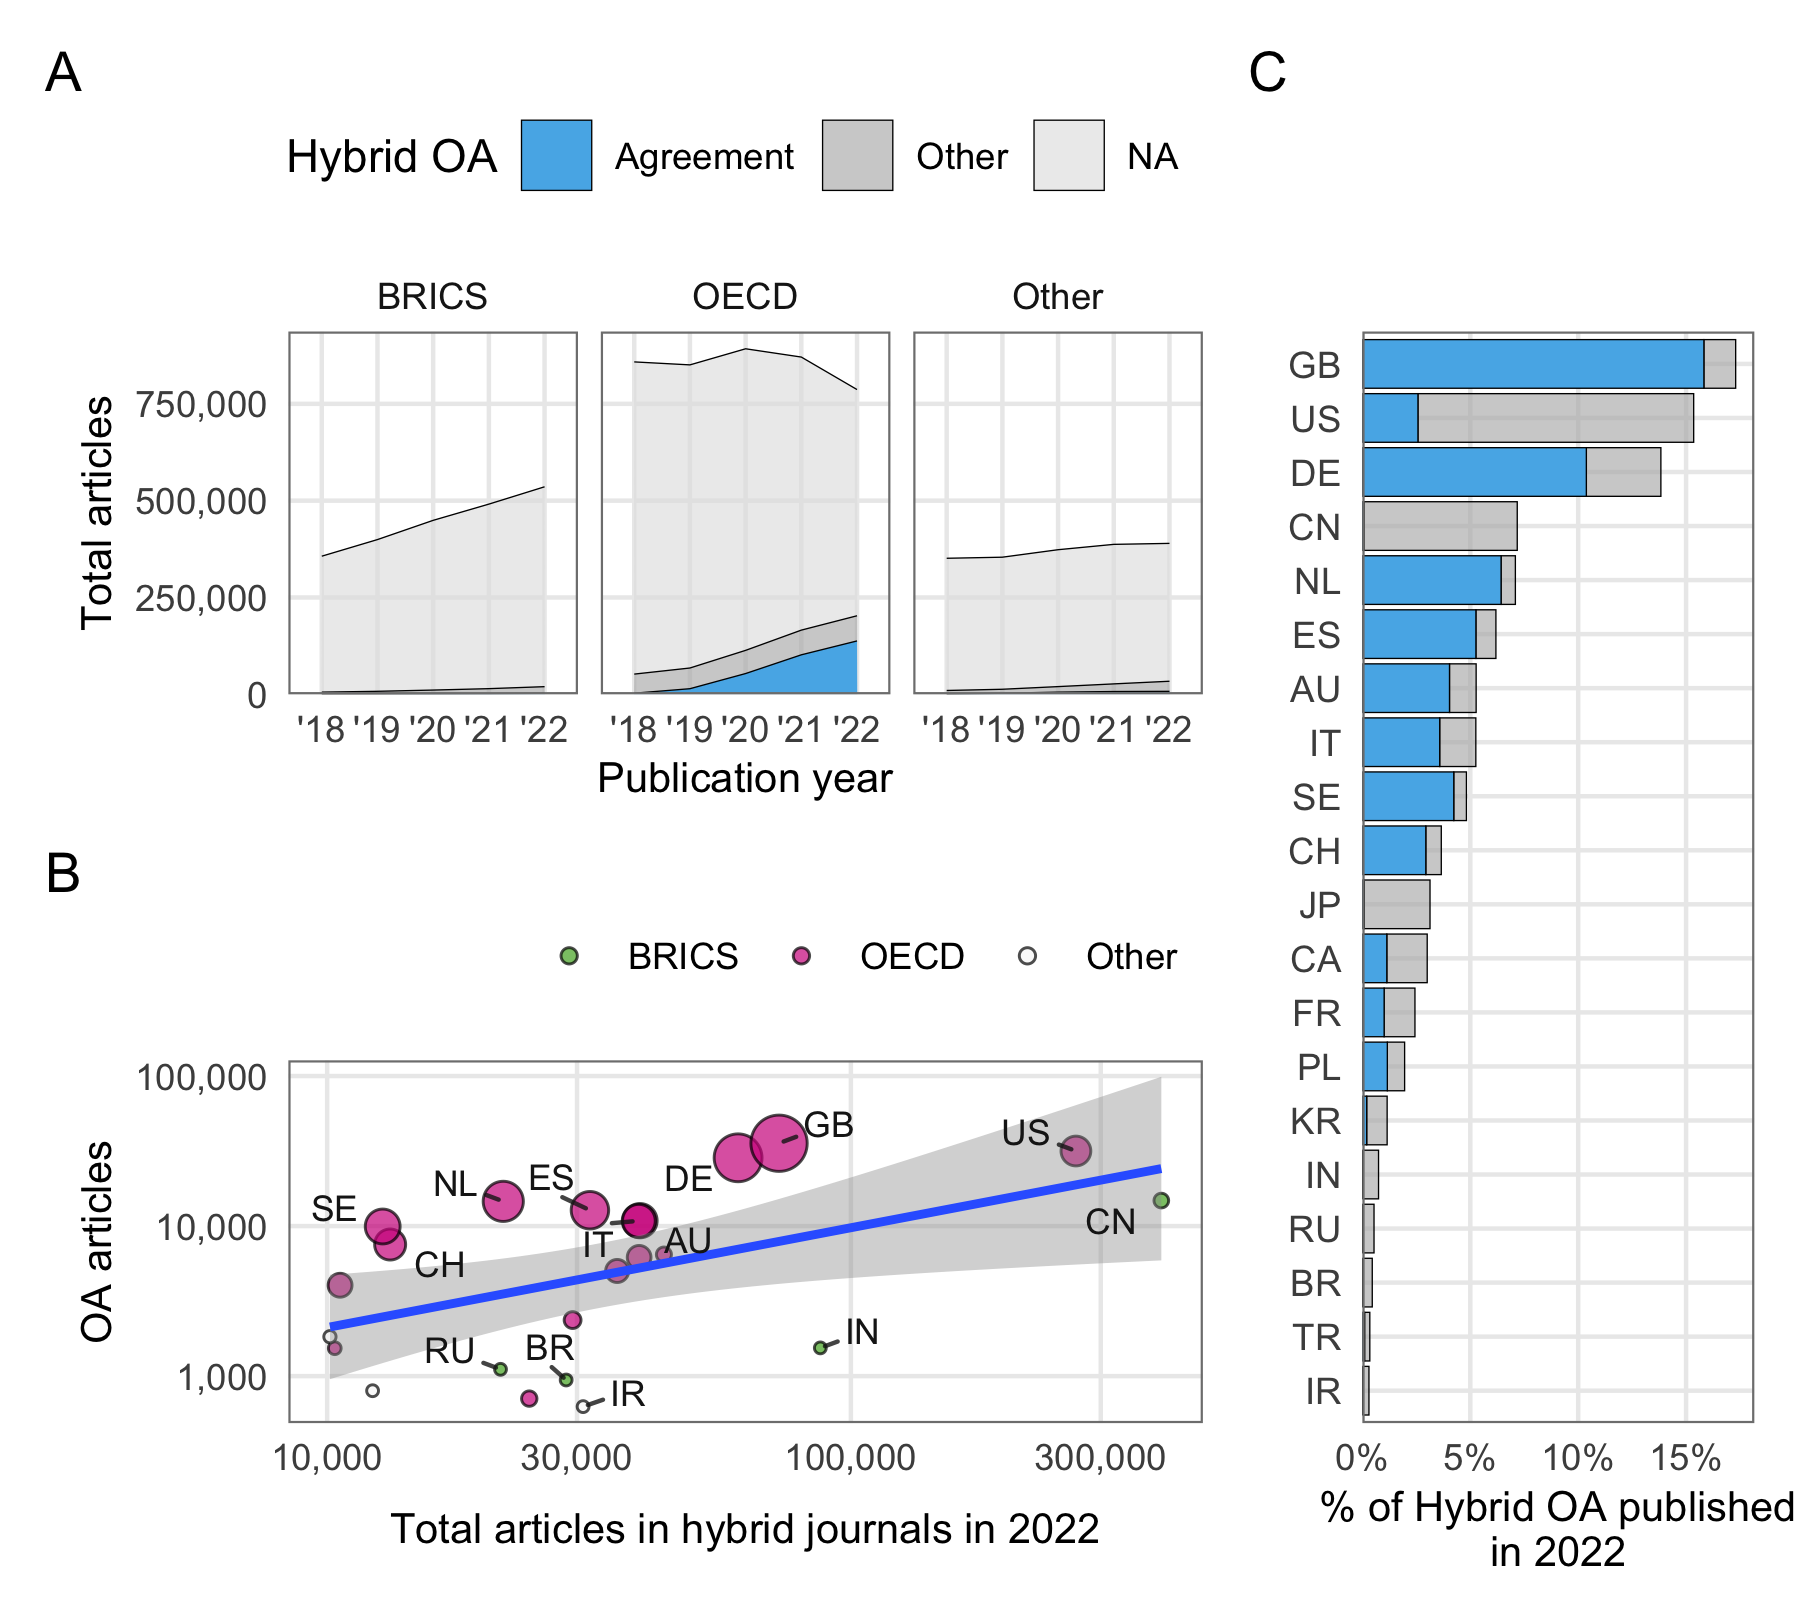 A
Hybrid OA Agreement Other NA
BRICS OECD Other
Total articles
750,000
500,000
250,000
0
'18 '19 '20 '21 '22 '18 '19 '20 '21 '22 '18 '19 '20 '21 '22
Publication year
B
BRICS OECD Other
OA articles
100,000
10,000
1,000
GB
US
DE
ES
NL
SE
CN
IT
AU
CH
IN
RU
BR
IR
10,000 30,000 100,000 300,000
Total articles in hybrid journals in 2022
C
GB
US
DE
CN
NL
ES
AU
IT
SE
CH
JP
CA
FR
PL
KR
IN
RU
BR
TR
IR
0% 5% 10% 15%
% of Hybrid OA published
in 2022